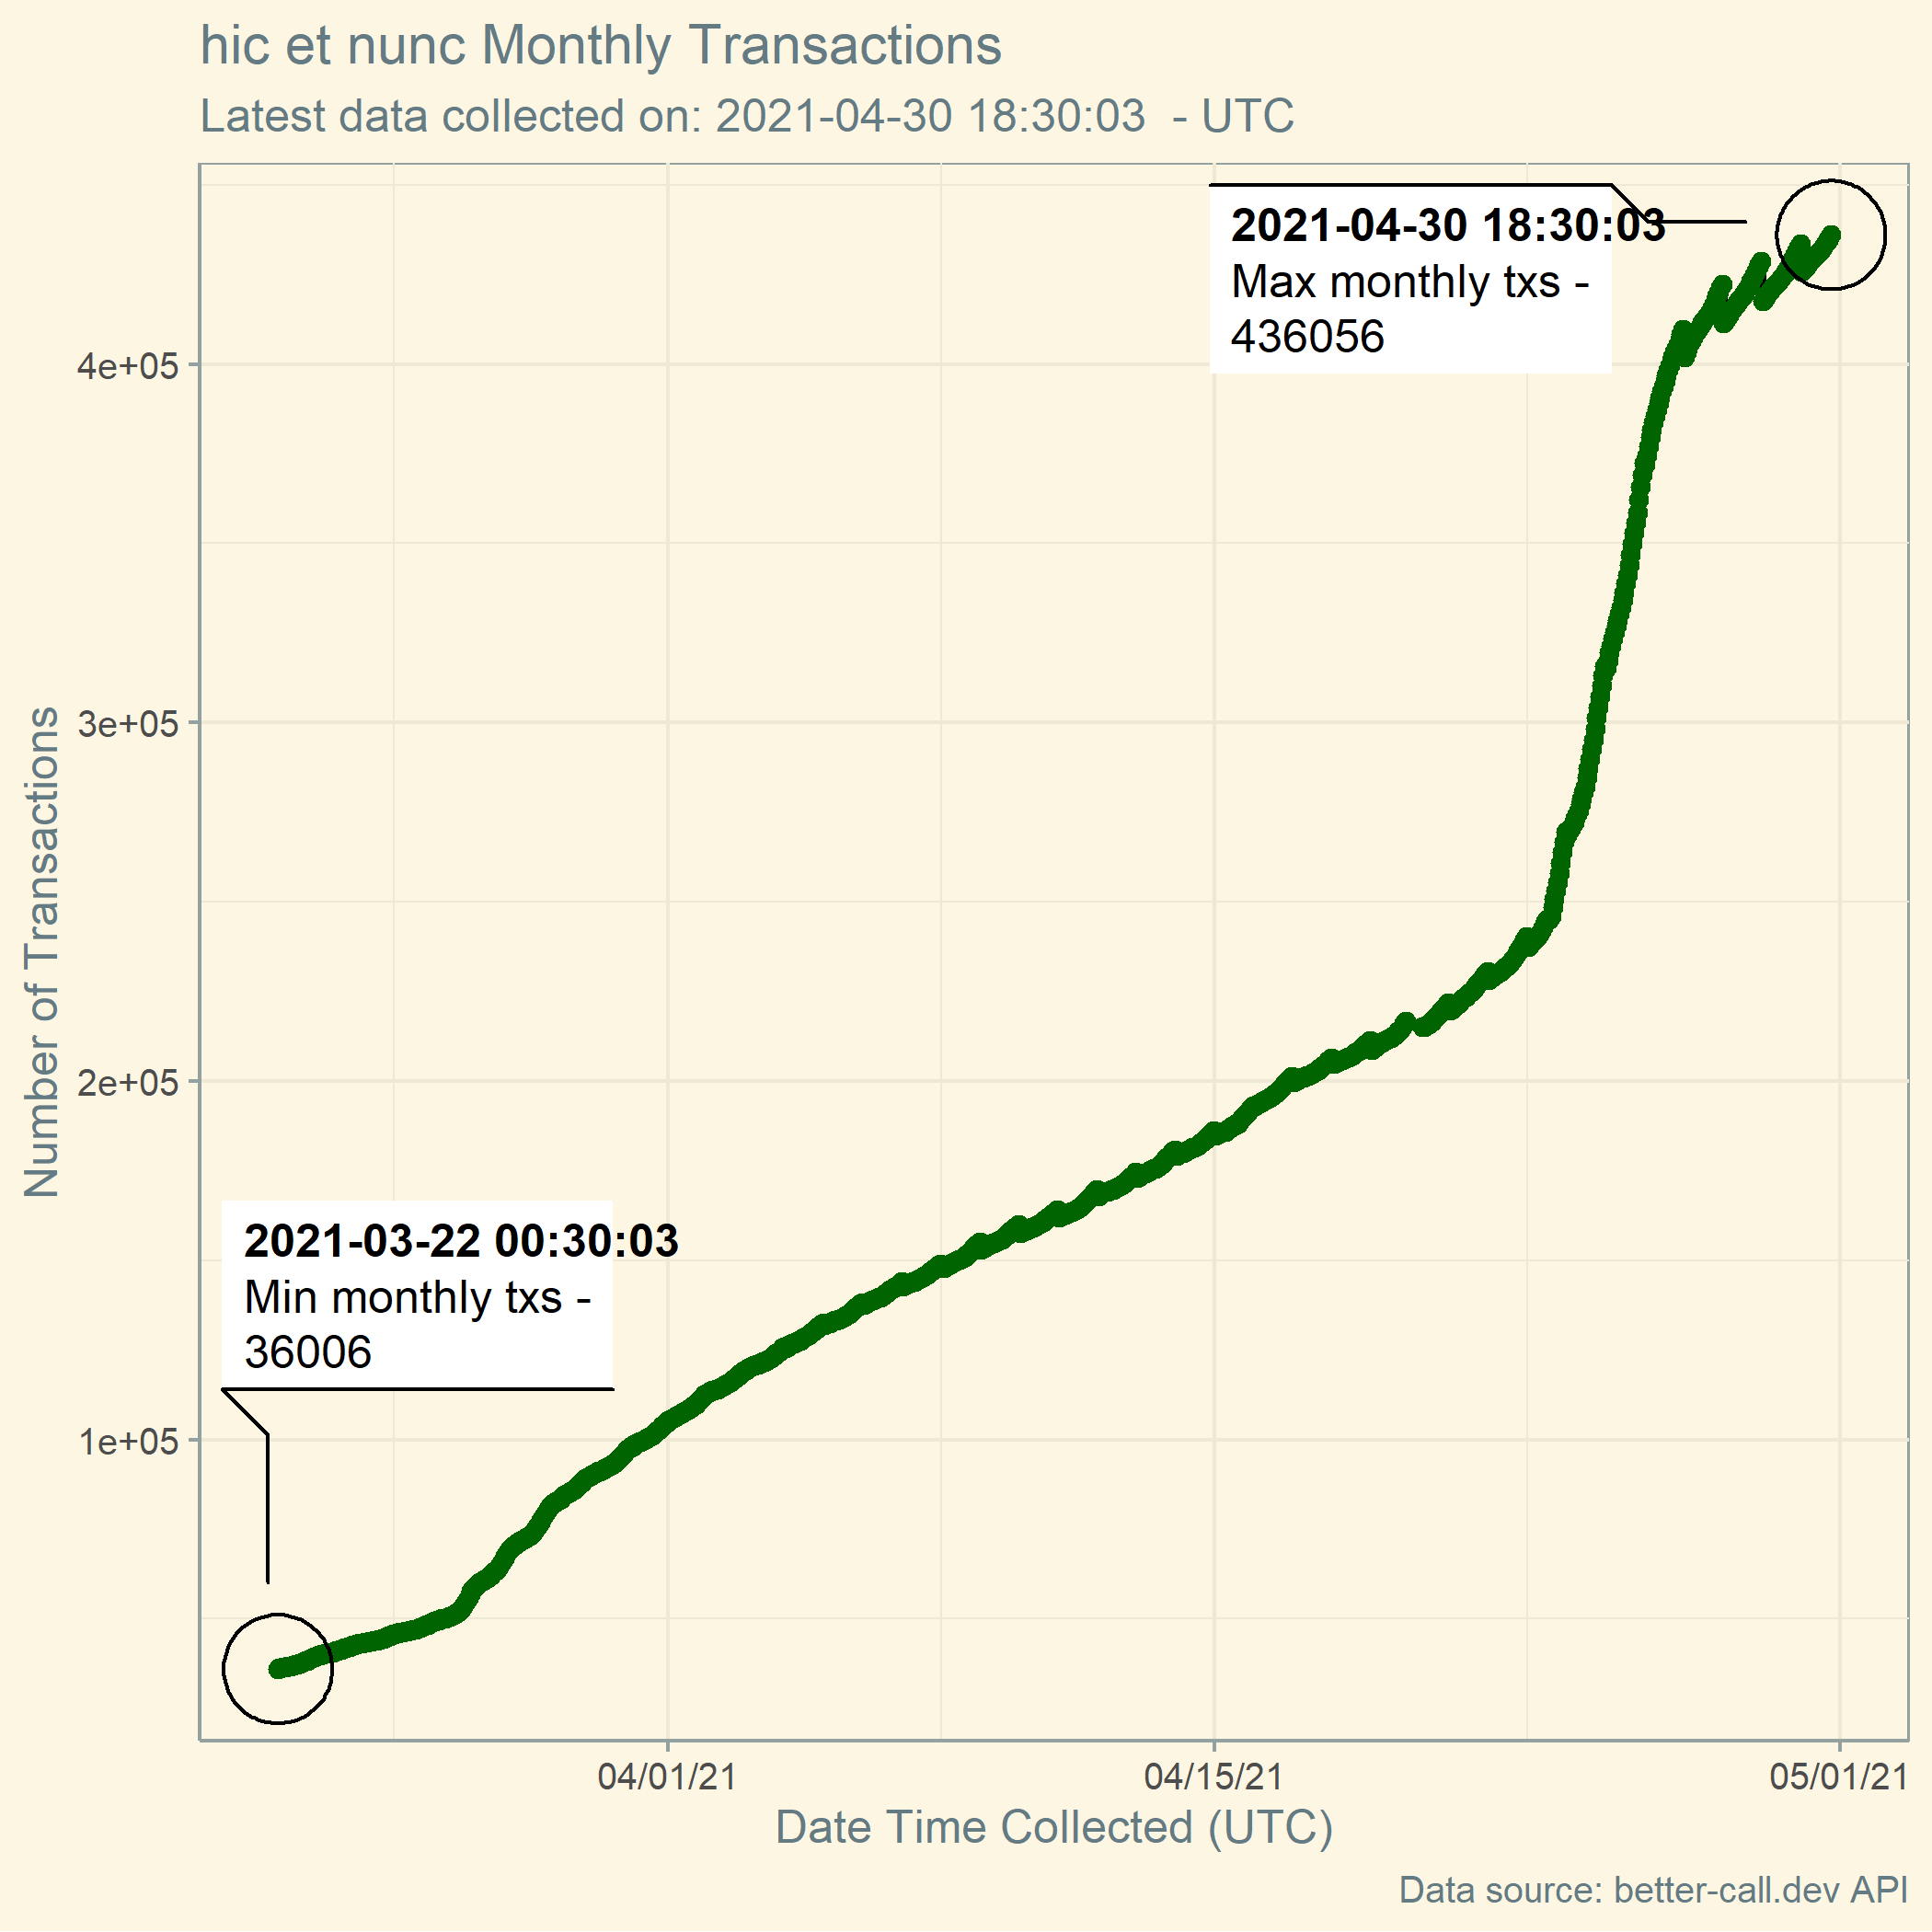 hic et nunc Monthly Transactions
Latest data collected on: 2021-04-30 18:30:03  - UTC
2021-04-30 18:30:03
Max monthly txs -
436056
4e+05
3e+05
2e+05
1e+05
Number of Transactions
2021-03-22 00:30:03
Min monthly txs -
36006
04/01/21
04/15/21
05/01/21
Date Time Collected (UTC)
Data source: better-call.dev API